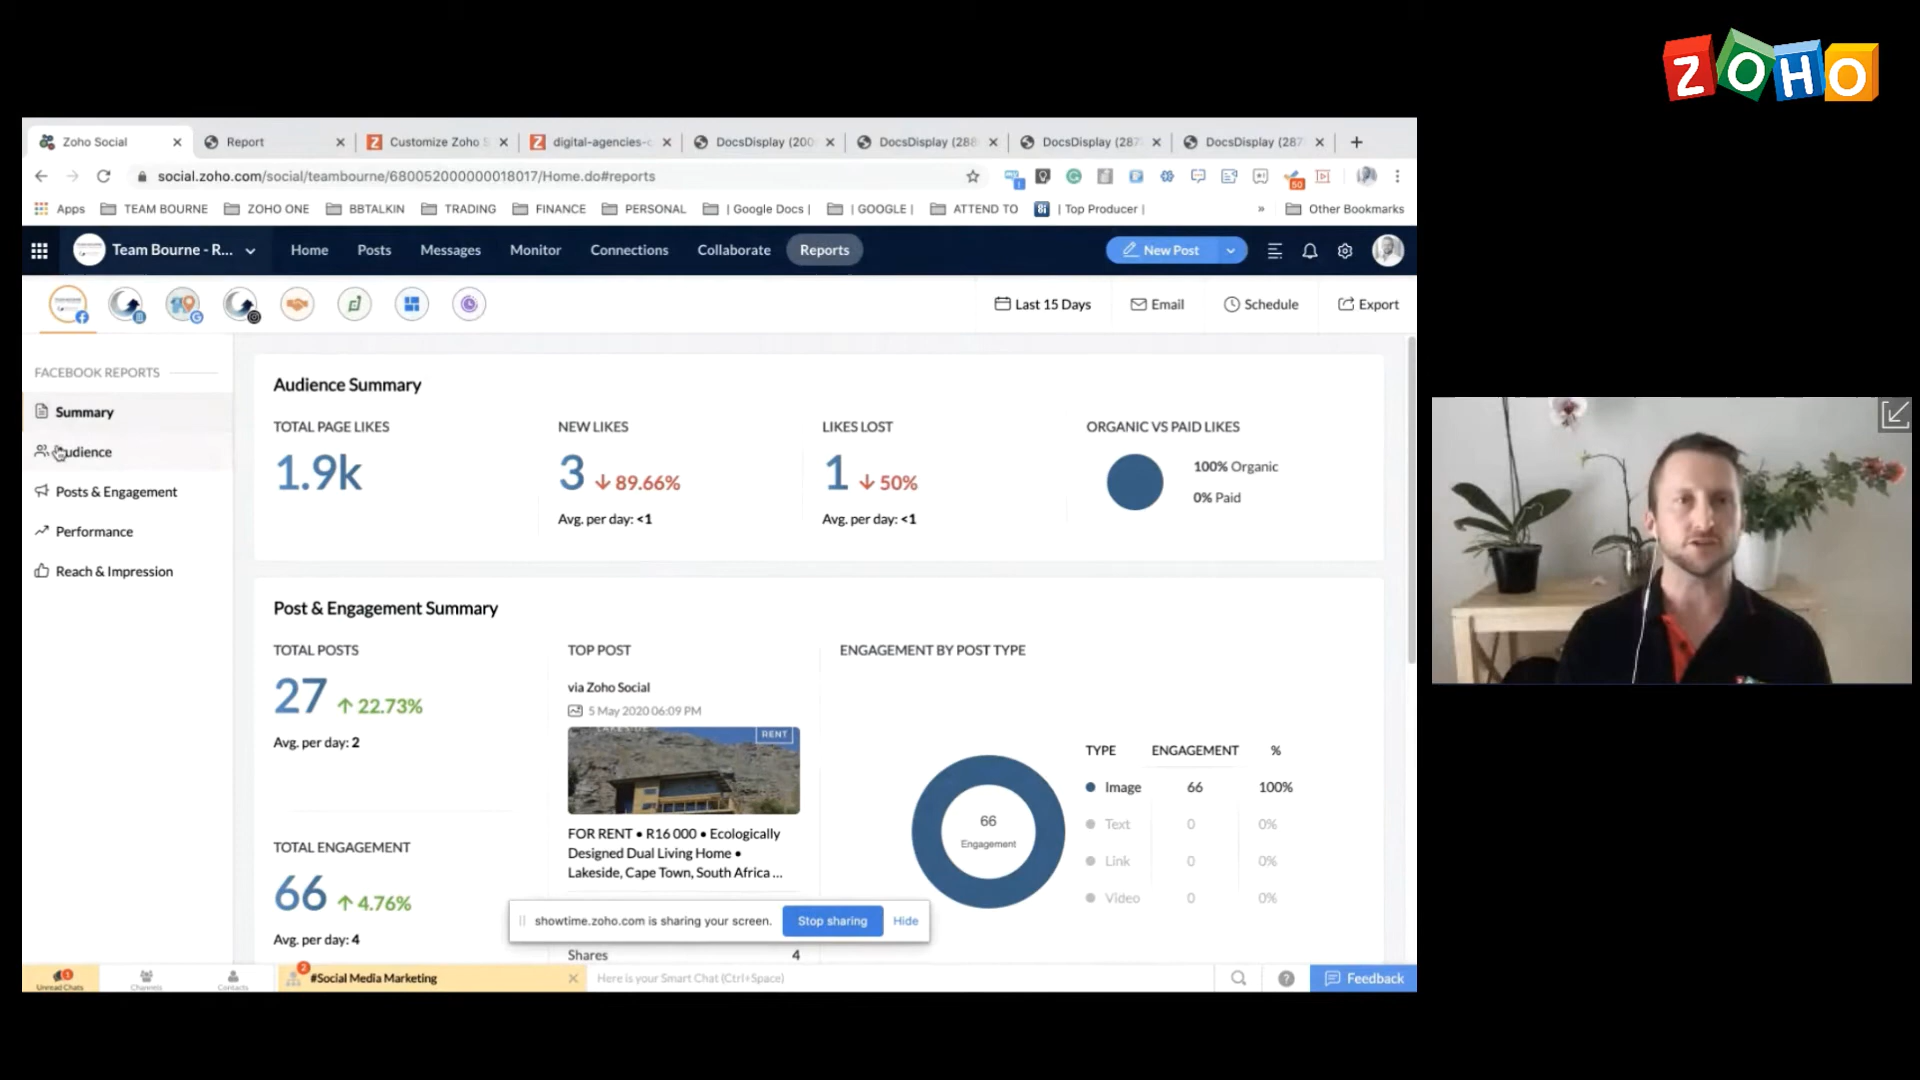 ZOHO
Zoho Social
Report
Customize Zoho S
digital-agencies-c
DocsDisplay (200
DocsDisplay (288
DocsDisplay (287
DocsDisplay (287
social.zoho.com/social/teambourne/680052000000018017/Home.do#reports
50
Apps
TEAM BOURNE
ZOHO ONE
BBTALKIN
TRADING
FINANCE
PERSONAL
| Google Docs |
| GOOGLE |
ATTEND TO
| Top Producer |
»
Other Bookmarks
Team Bourne - R...
Home
Posts
Messages
Monitor
Connections
Collaborate
Reports
New Post
Last 15 Days
Email
Schedule
Export
FACEBOOK REPORTS
Summary
Audience
Posts & Engagement
Performance
Reach & Impression
Audience Summary
TOTAL PAGE LIKES
1.9k
NEW LIKES
3 ↓ 89.66%
Avg. per day: <1
LIKES LOST
1 ↓ 50%
Avg. per day: <1
ORGANIC VS PAID LIKES
100% Organic
0% Paid
Post & Engagement Summary
TOTAL POSTS
27 ↑ 22.73%
Avg. per day: 2
TOTAL ENGAGEMENT
66 ↑ 4.76%
Avg. per day: 4
TOP POST
via Zoho Social
5 May 2020 06:09 PM
RENT
FOR RENT • R16 000 • Ecologically
Designed Dual Living Home •
Lakeside, Cape Town, South Africa ...
Shares 4
ENGAGEMENT BY POST TYPE
66
Engagement
TYPE ENGAGEMENT %
Image 66 100%
Text 0 0%
Link 0 0%
Video 0 0%
showtime.zoho.com is sharing your screen.
Stop sharing
Hide
Unread Chats
Channels
Contacts
2
#Social Media Marketing
Here is your Smart Chat (Ctrl+Space)
Feedback